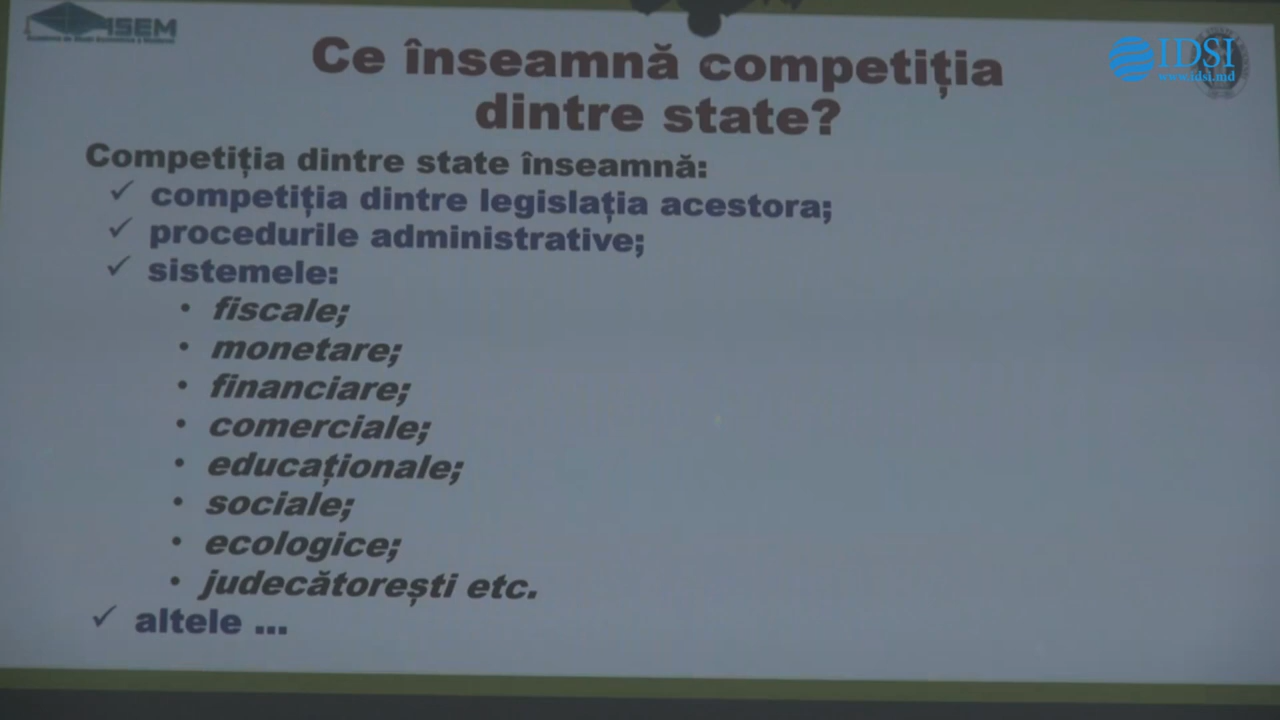 ISEM
IDSI
www.idsi.md
Ce înseamnă competiția
dintre state?
Competiția dintre state înseamnă:
✓ competiția dintre legislația acestora;
✓ procedurile administrative;
✓ sistemele:
• fiscale;
• monetare;
• financiare;
• comerciale;
• educaționale;
• sociale;
• ecologice;
• judecătorești etc.
✓ altele ...